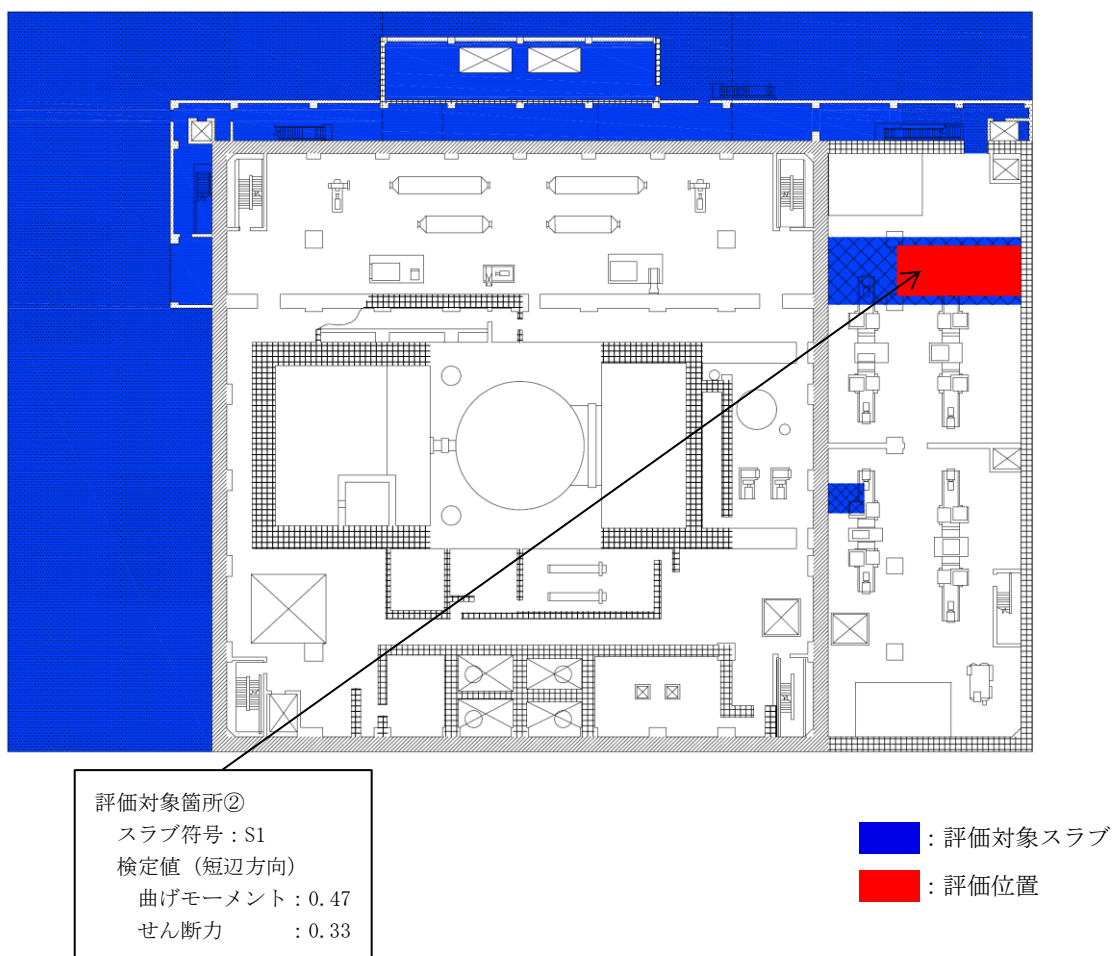 評価対象箇所②
スラブ符号：S1
検定値（短辺方向）
曲げモーメント：0.47
せん断力　　　：0.33
：評価対象スラブ
：評価位置